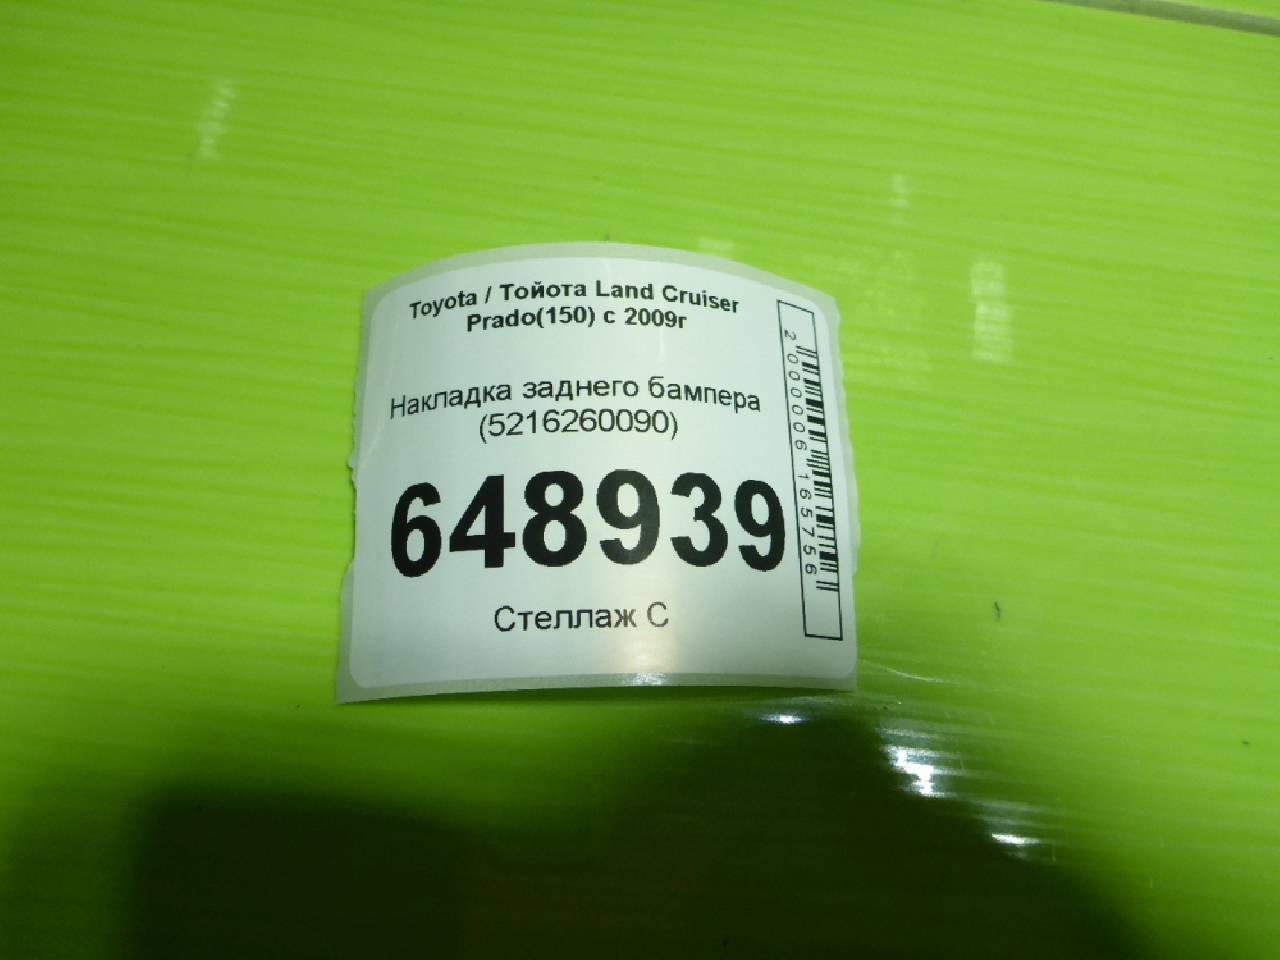 Toyota / Тойота Land Cruiser
Prado(150) с 2009г
Накладка заднего бампера
(5216260090)
648939
Стеллаж С
2000006165756